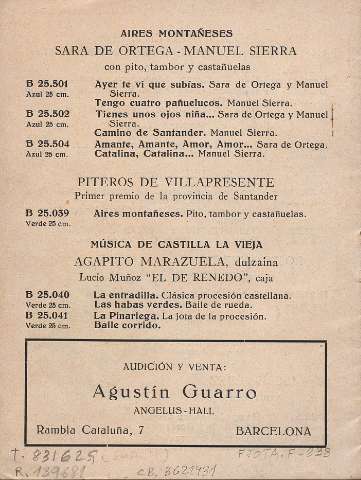 AIRES MONTAÑESES
SARA DE ORTEGA - MANUEL SIERRA
con pito, tambor y castañuelas
B 25.501 Ayer te vi que subías. Sara de Ortega y Manuel
Azul 25 cm. Sierra.
Tengo cuatro pañuelucos. Manuel Sierra.
B 25.502 Tienes unos ojos niña... Sara de Ortega y Manuel
Azul 25 cm. Sierra.
Camino de Santander. Manuel Sierra.
B 25.504 Amante, Amante, Amor, Amor... Sara de Ortega.
Azul 25 cm. Catalina, Catalina... Manuel Sierra.
PITEROS DE VILLAPRESENTE
Primer premio de la provincia de Santander
B 25.039 Aires montañeses. Pito, tambor y castañuelas.
Verde 25 cm.
MÚSICA DE CASTILLA LA VIEJA
AGAPITO MARAZUELA, dulzaina
Lucio Muñoz "EL DE RENEDO", caja
B 25.040 La entradilla. Clásica procesión castellana.
Verde 25 cm. Las habas verdes. Baile de rueda.
B 25.041 La Pinariega. La jota de la procesión.
Verde 25 cm. Baile corrido.
AUDICIÓN Y VENTA:
Agustín Guarro
ANGELUS-HALL
Rambla Cataluña, 7 BARCELONA
t. 831625
R. 139681 CB. 3621431